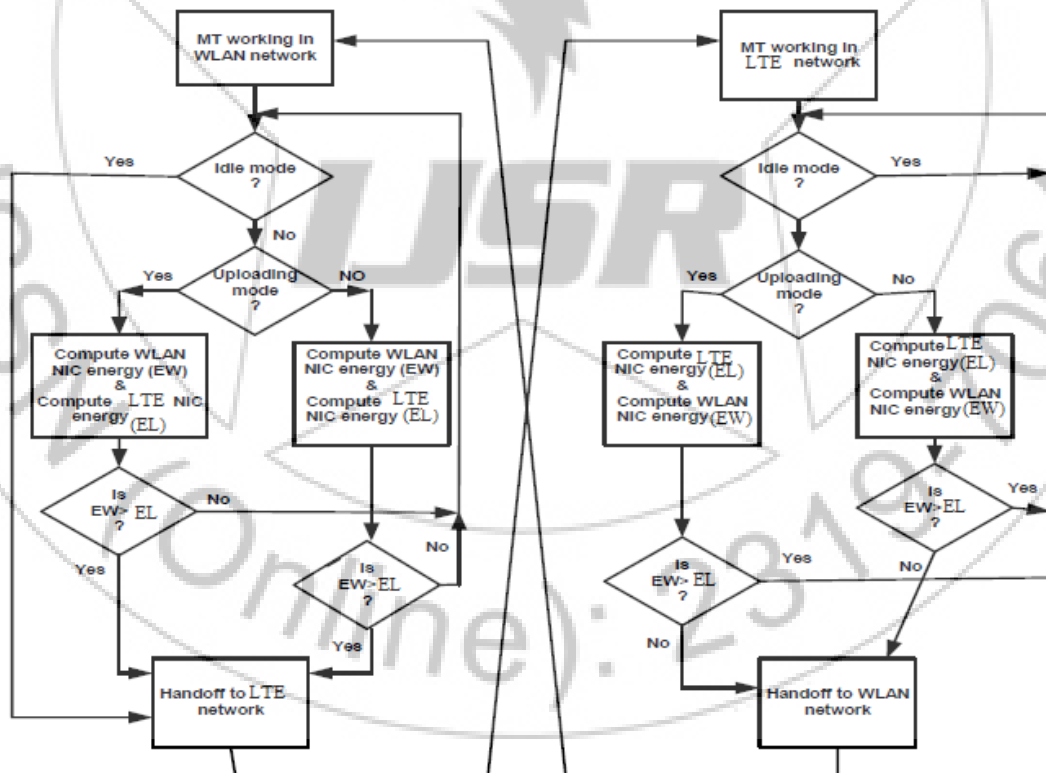 MT working in
WLAN network
Idle mode
?
Yes
No
Uploading
mode
?
Yes
NO
Compute WLAN
NIC energy (EW)
&
Compute LTE NIC
energy (EL)
Compute WLAN
NIC energy (EW)
&
Compute LTE
NIC energy (EL)
Is
EW> EL
?
No
Yes
Is
EW> EL
?
No
Yes
Handoff to LTE
network
MT working in
LTE network
Idle mode
?
Yes
Uploading
mode
?
Yes
No
Compute LTE
NIC energy (EL)
&
Compute WLAN
NIC energy (EW)
Compute LTE
NIC energy (EL)
&
Compute WLAN
NIC energy (EW)
Is
EW> EL
?
Yes
No
Is
EW>EL
?
Yes
No
Handoff to WLAN
network
IJSR
(Online): 2319-